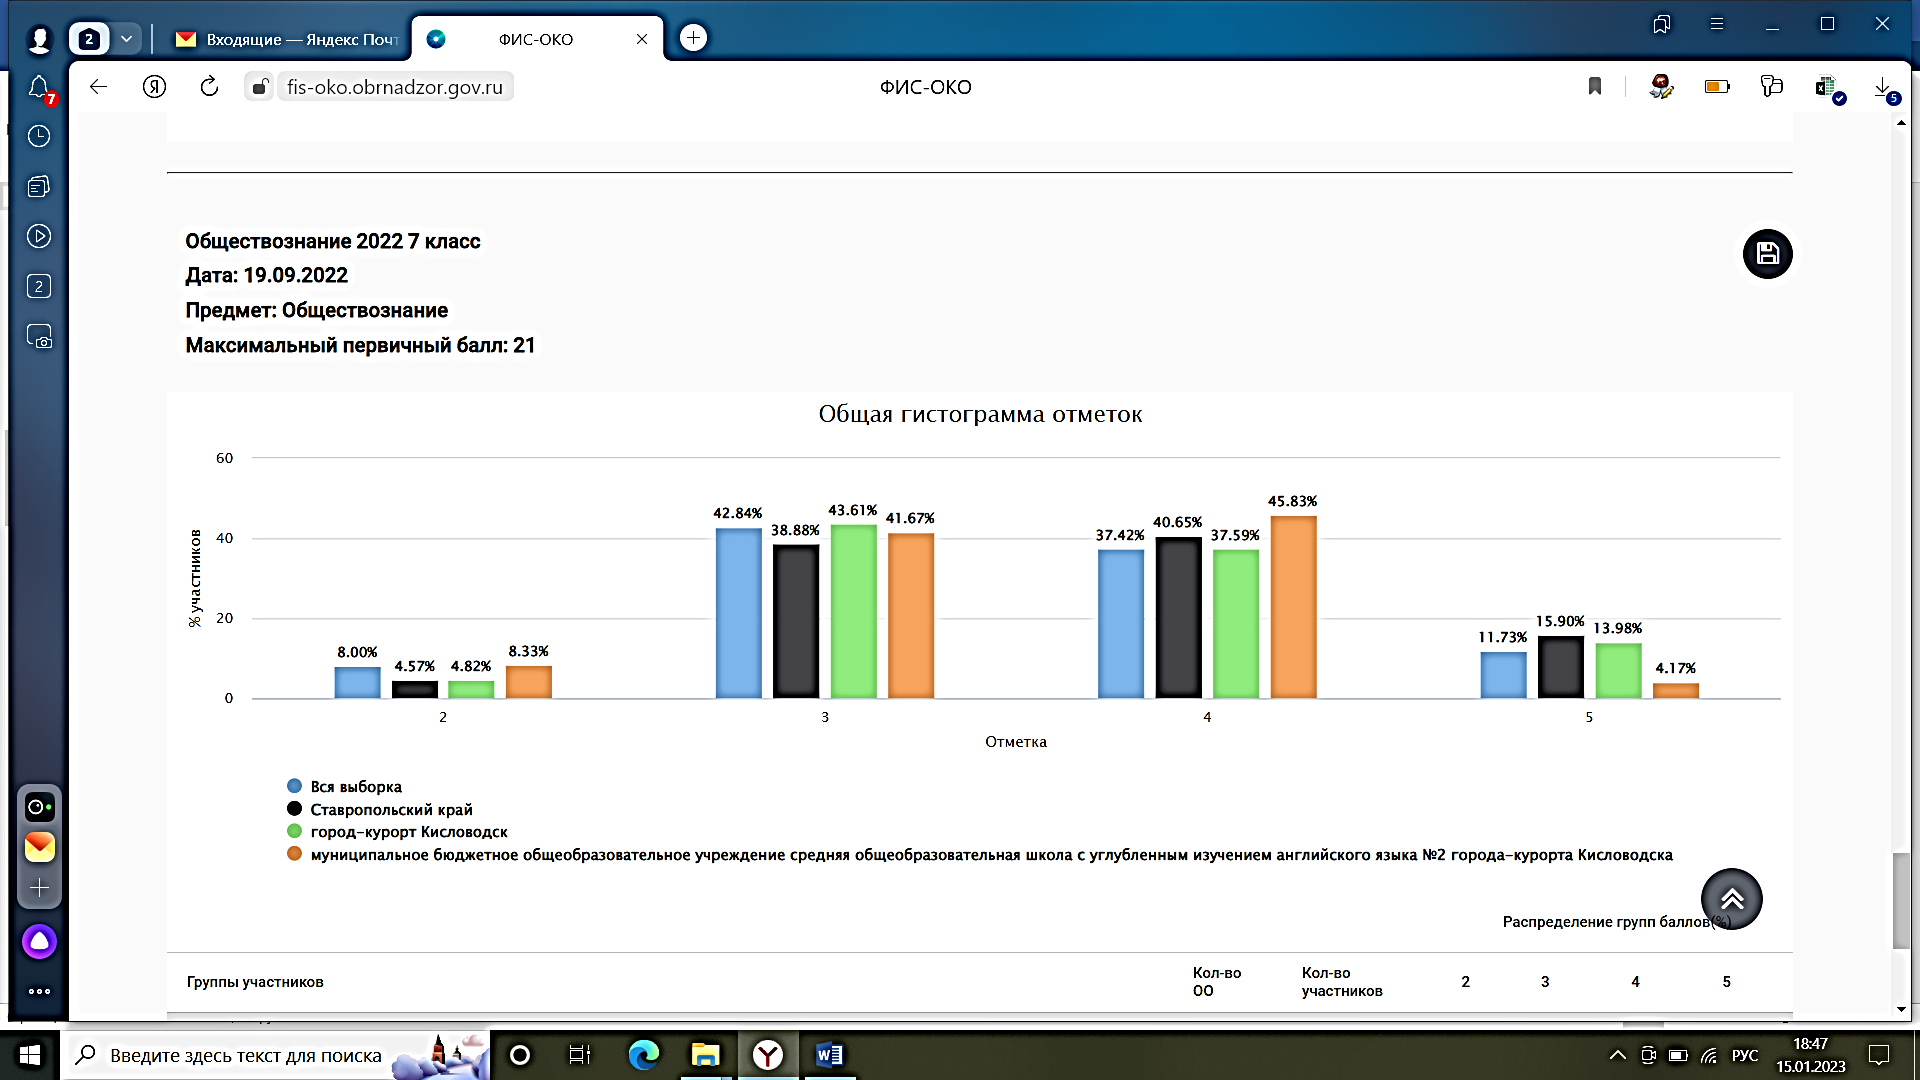 2
Входящие — Яндекс Почт
ФИС-ОКО
7
fis-oko.obrnadzor.gov.ru
ФИС-ОКО
5
2
Обществознание 2022 7 класс
Дата: 19.09.2022
Предмет: Обществознание
Максимальный первичный балл: 21
Общая гистограмма отметок
% участников
60
40
20
0
8.00% 4.57% 4.82% 8.33%
42.84% 38.88% 43.61% 41.67%
37.42% 40.65% 37.59% 45.83%
11.73% 15.90% 13.98% 4.17%
2 3 4 5
Отметка
Вся выборка
Ставропольский край
город-курорт Кисловодск
муниципальное бюджетное общеобразовательное учреждение средняя общеобразовательная школа с углубленным изучением английского языка №2 города-курорта Кисловодска
Распределение групп баллов(%)
Группы участников
Кол-во
ОО
Кол-во
участников
2 3 4 5
Введите здесь текст для поиска
РУС
18:47
15.01.2023